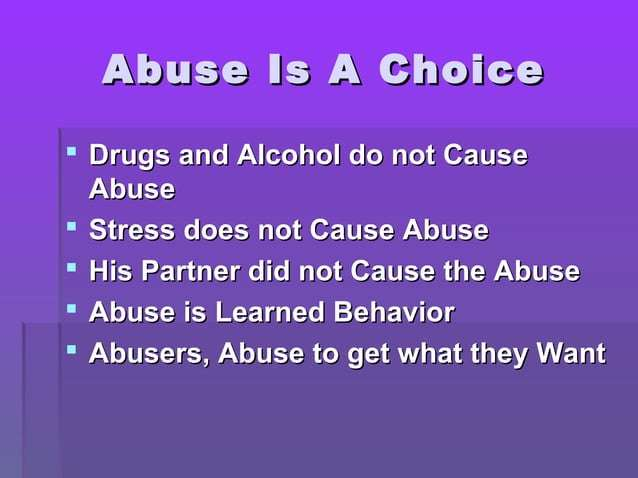 Abuse Is A Choice
Drugs and Alcohol do not Cause
Abuse
Stress does not Cause Abuse
His Partner did not Cause the Abuse
Abuse is Learned Behavior
Abusers, Abuse to get what they Want